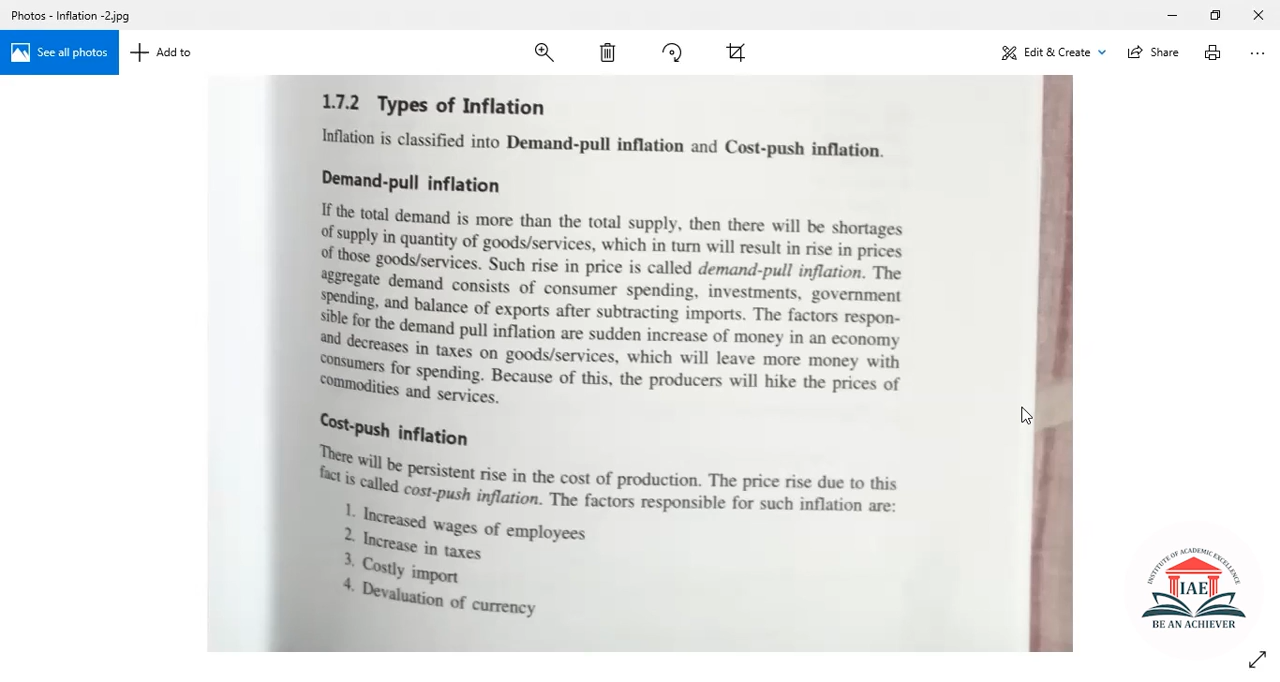 Photos - Inflation -2.jpg
See all photos
Add to
Edit & Create
Share
1.7.2 Types of Inflation
Inflation is classified into Demand-pull inflation and Cost-push inflation.
Demand-pull inflation
If the total demand is more than the total supply, then there will be shortages
of supply in quantity of goods/services, which in turn will result in rise in prices
of those goods/services. Such rise in price is called demand-pull inflation. The
aggregate demand consists of consumer spending, investments, government
spending, and balance of exports after subtracting imports. The factors respon-
sible for the demand pull inflation are sudden increase of money in an economy
and decreases in taxes on goods/services, which will leave more money with
consumers for spending. Because of this, the producers will hike the prices of
commodities and services.
Cost-push inflation
There will be persistent rise in the cost of production. The price rise due to this
fact is called cost-push inflation. The factors responsible for such inflation are:
1. Increased wages of employees
2. Increase in taxes
3. Costly import
4. Devaluation of currency
INSTITUTE OF ACADEMIC EXCELLENCE
IAE
BE AN ACHIEVER